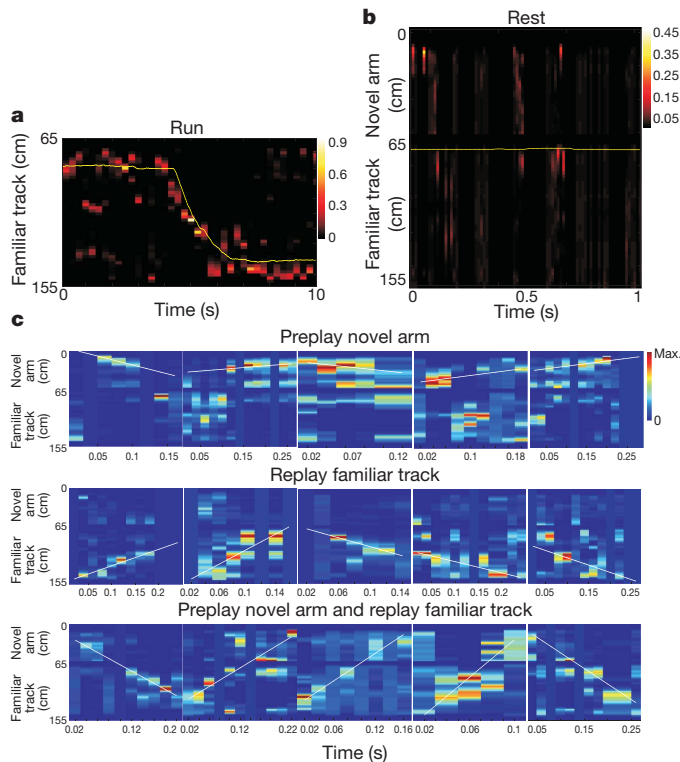 a
Run
Familiar track (cm)
65
155
0
10
Time (s)
0.9
0.6
0.3
0
b
Rest
Novel arm
(cm)
Familiar track
(cm)
0
65
155
0
0.5
1
Time (s)
0.45
0.35
0.25
0.15
0.05
c
Preplay novel arm
Novel
arm
(cm)
Familiar
track
(cm)
0
65
155
0.05 0.1 0.15
0.05 0.15 0.25
0.02 0.07 0.12
0.02 0.1 0.18
0.05 0.15 0.25
Max.
0
Replay familiar track
Novel
arm
(cm)
Familiar
track
(cm)
0
65
155
0.05 0.1 0.15 0.2
0.02 0.06 0.1 0.14
0.02 0.06 0.1 0.14
0.05 0.1 0.15 0.2
0.05 0.15 0.25
Preplay novel arm and replay familiar track
Novel
arm
(cm)
Familiar
track
(cm)
0
65
155
0.02 0.12 0.2
0.02 0.12 0.22
0.02 0.06 0.12 0.16
0.02 0.06 0.1
0.05 0.15 0.25
Time (s)